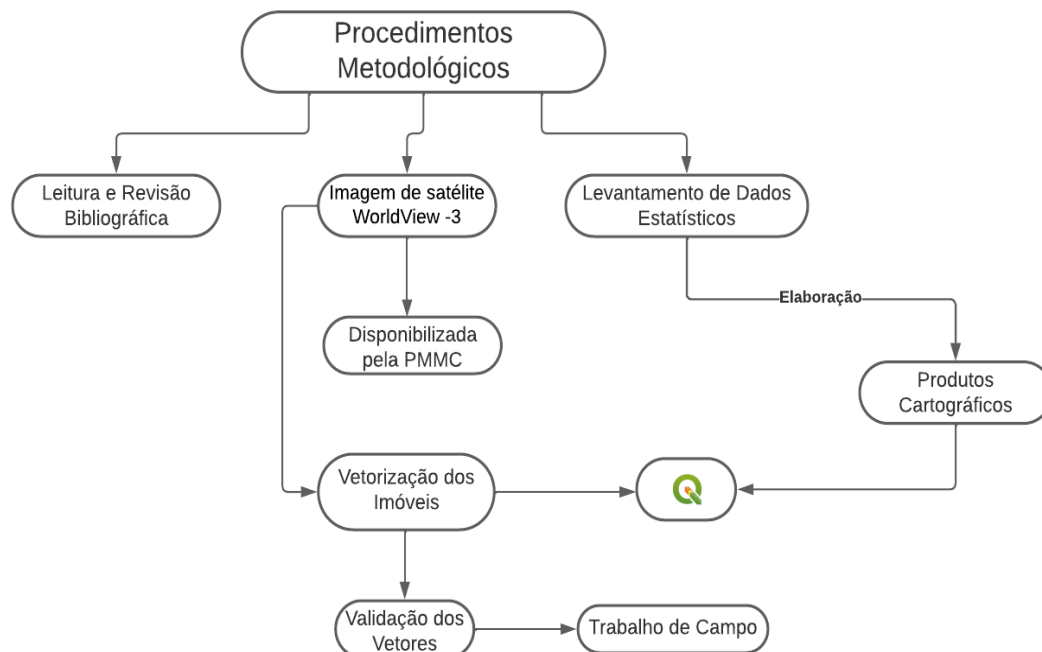 Procedimentos
Metodológicos
Leitura e Revisão
Bibliográfica
Imagem de satélite
WorldView -3
Levantamento de Dados
Estatísticos
Elaboração
Disponibilizada
pela PMMC
Produtos
Cartográficos
Vetorização dos
Imóveis
Validação dos
Vetores
Trabalho de Campo